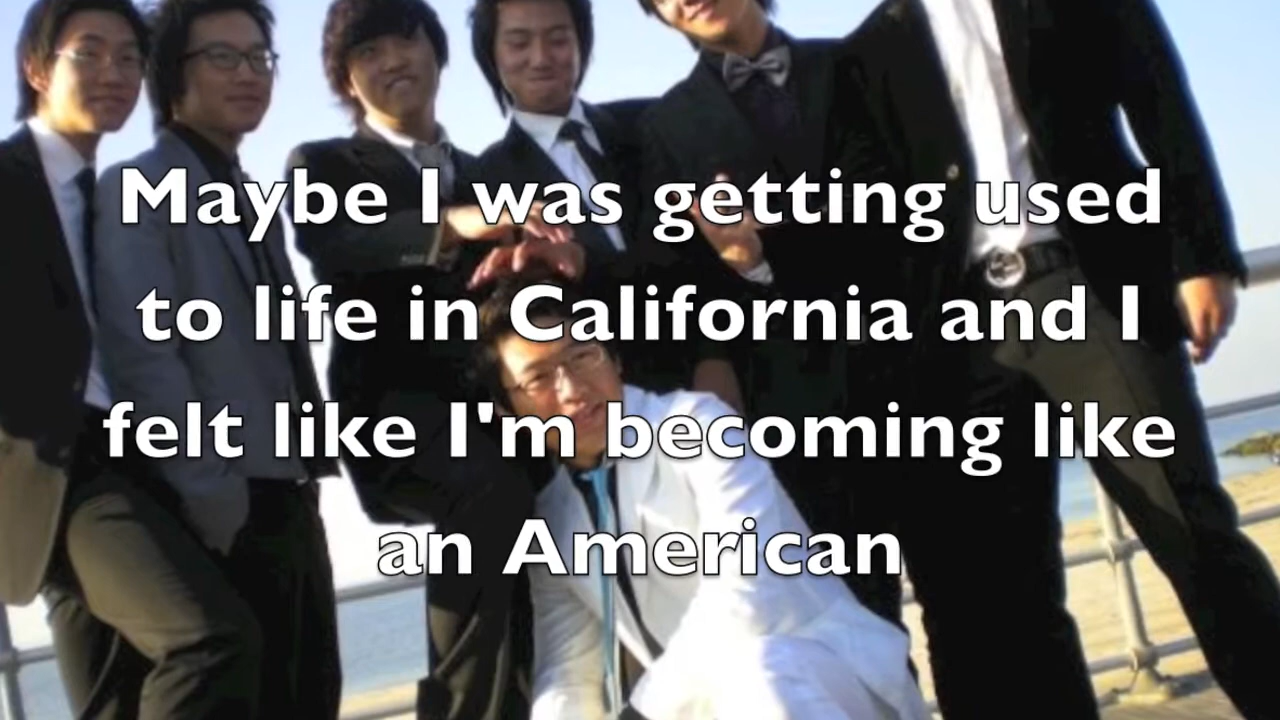 Maybe I was getting used
to life in California and I
felt like I'm becoming like
an American